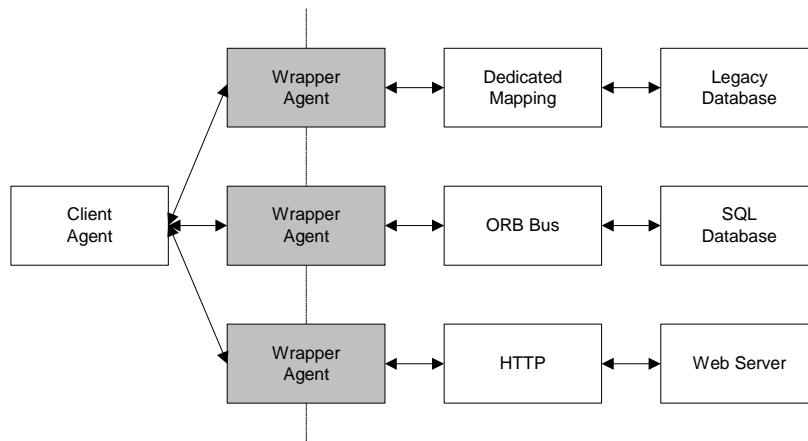 Wrapper
Agent
Dedicated
Mapping
Legacy
Database
Client
Agent
Wrapper
Agent
ORB Bus
SQL
Database
Wrapper
Agent
HTTP
Web Server